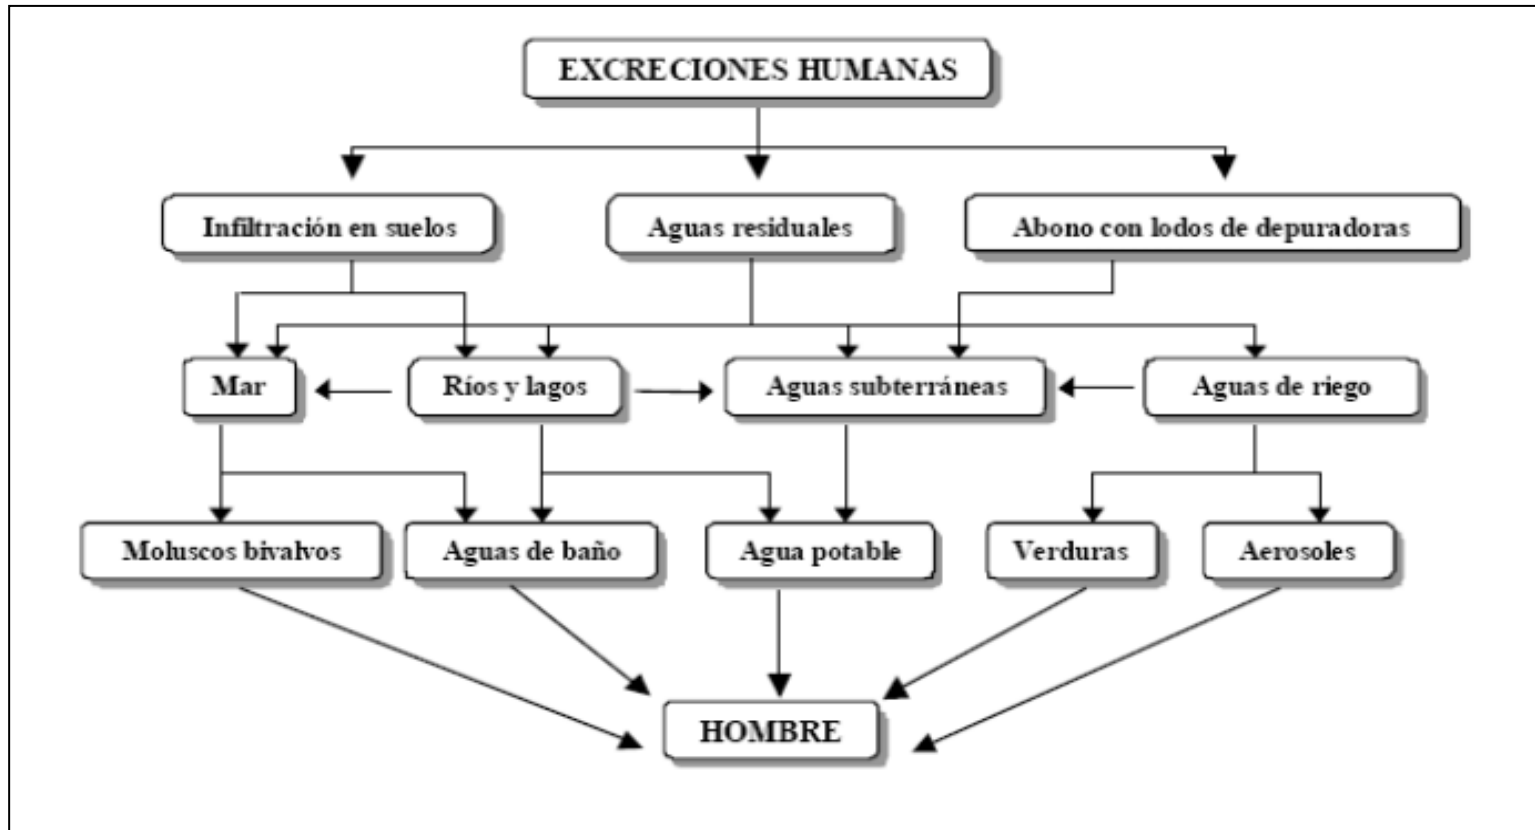 EXCRECIONES HUMANAS
Infiltración en suelos
Aguas residuales
Abono con lodos de depuradoras
Mar
Ríos y lagos
Aguas subterráneas
Aguas de riego
Moluscos bivalvos
Aguas de baño
Agua potable
Verduras
Aerosoles
HOMBRE